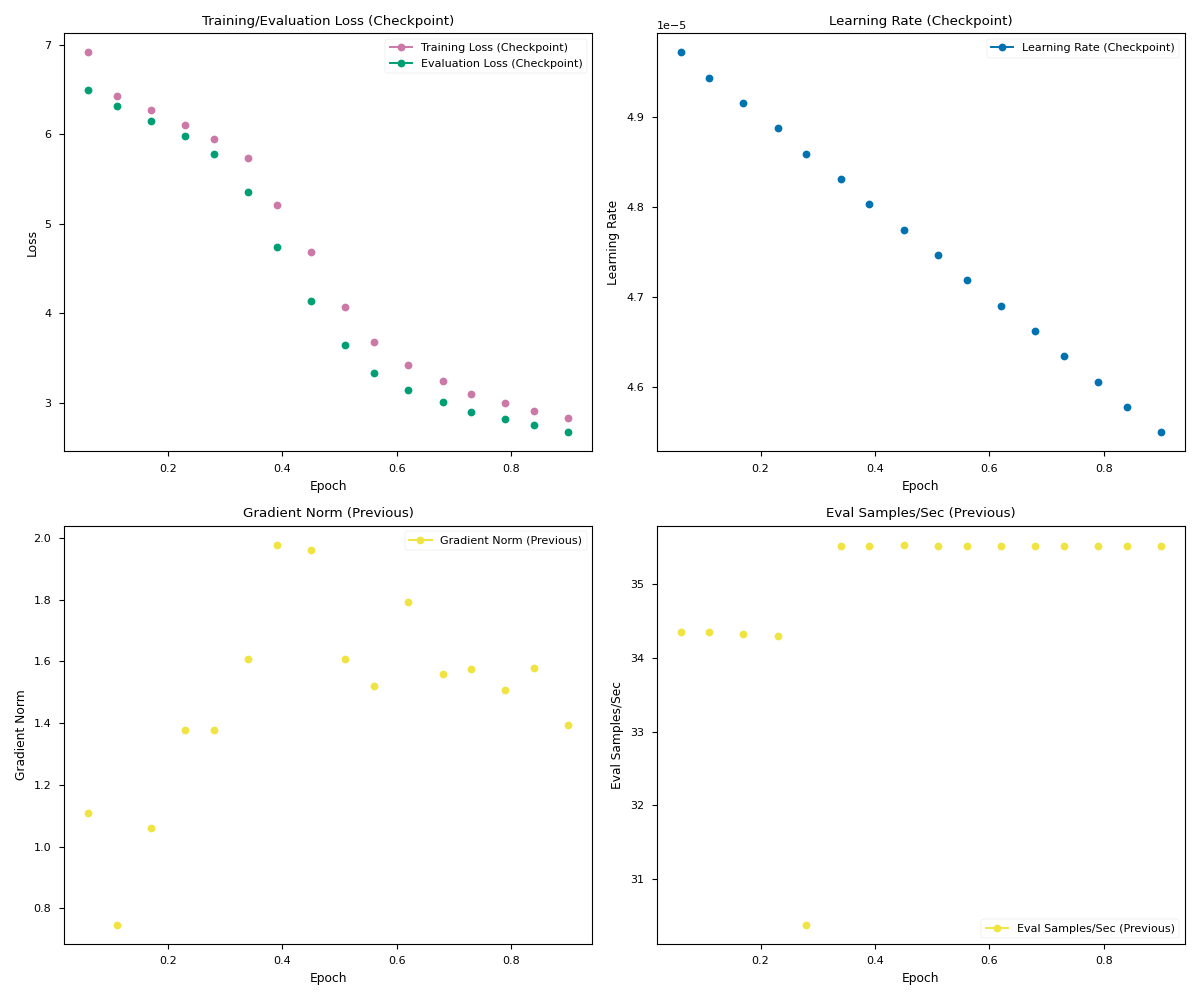 Training/Evaluation Loss (Checkpoint)
Training Loss (Checkpoint)
Evaluation Loss (Checkpoint)
7
6
5
4
3
Loss
0.2
0.4
0.6
0.8
Epoch
Learning Rate (Checkpoint)
1e−5
Learning Rate (Checkpoint)
4.9
4.8
4.7
4.6
Learning Rate
0.2
0.4
0.6
0.8
Epoch
Gradient Norm (Previous)
Gradient Norm (Previous)
2.0
1.8
1.6
1.4
1.2
1.0
0.8
Gradient Norm
0.2
0.4
0.6
0.8
Epoch
Eval Samples/Sec (Previous)
35
34
33
32
31
Eval Samples/Sec
Eval Samples/Sec (Previous)
0.2
0.4
0.6
0.8
Epoch